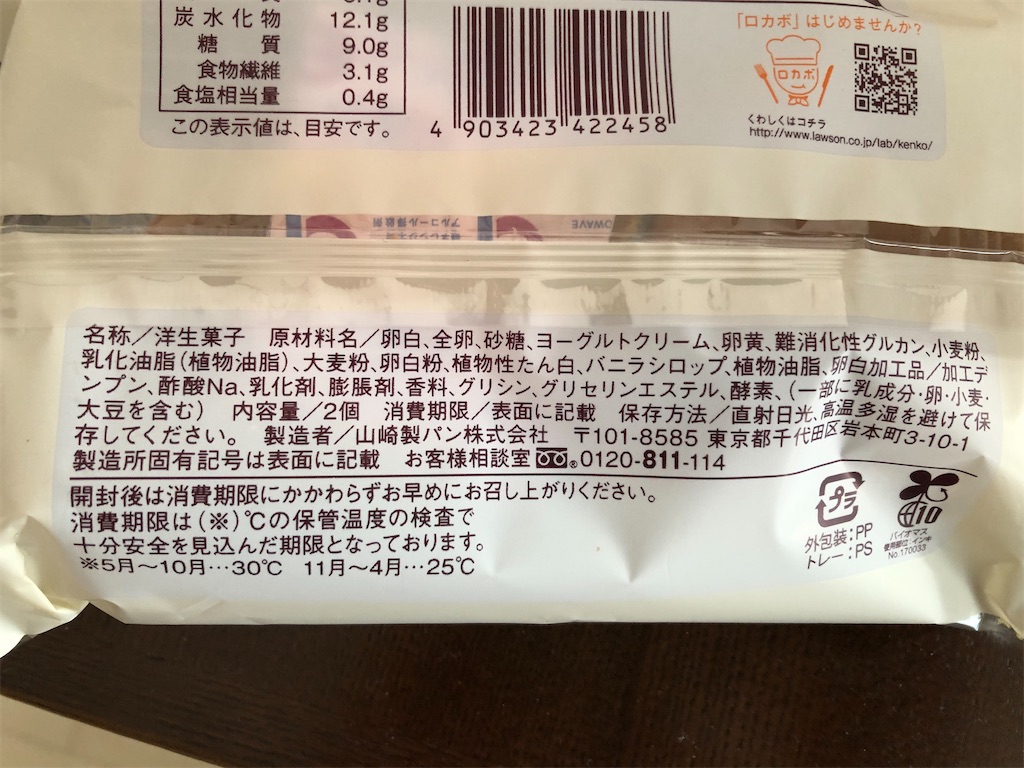 炭水化物 12.1g
糖質 9.0g
食物繊維 3.1g
食塩相当量 0.4g
この表示値は、目安です。
4 903423 422458
「ロカボ」はじめませんか?
ロカボ
くわしくはコチラ
http://www.lawson.co.jp/lab/kenko/
名称/洋生菓子 原材料名/卵白、全卵、砂糖、ヨーグルトクリーム、卵黄、難消化性グルカン、小麦粉、
乳化油脂(植物油脂)、大麦粉、卵白粉、植物性たん白、バニラシロップ、植物油脂、卵白加工品/加工デ
ンプン、酢酸Na、乳化剤、膨脹剤、香料、グリシン、グリセリンエステル、酵素、(一部に乳成分・卵・小麦・
大豆を含む) 内容量/2個 消費期限/表面に記載 保存方法/直射日光、高温多湿を避けて保
存してください。 製造者/山崎製パン株式会社 〒101-8585 東京都千代田区岩本町3-10-1
製造所固有記号は表面に記載 お客様相談室 0120-811-114
開封後は消費期限にかかわらずお早めにお召し上がりください。
消費期限は(※)℃の保管温度の検査で
十分安全を見込んだ期限となっております。
※5月〜10月…30℃ 11月〜4月…25℃
プラ
外包装:PP
トレー:PS
10
バイオマス
No.170033